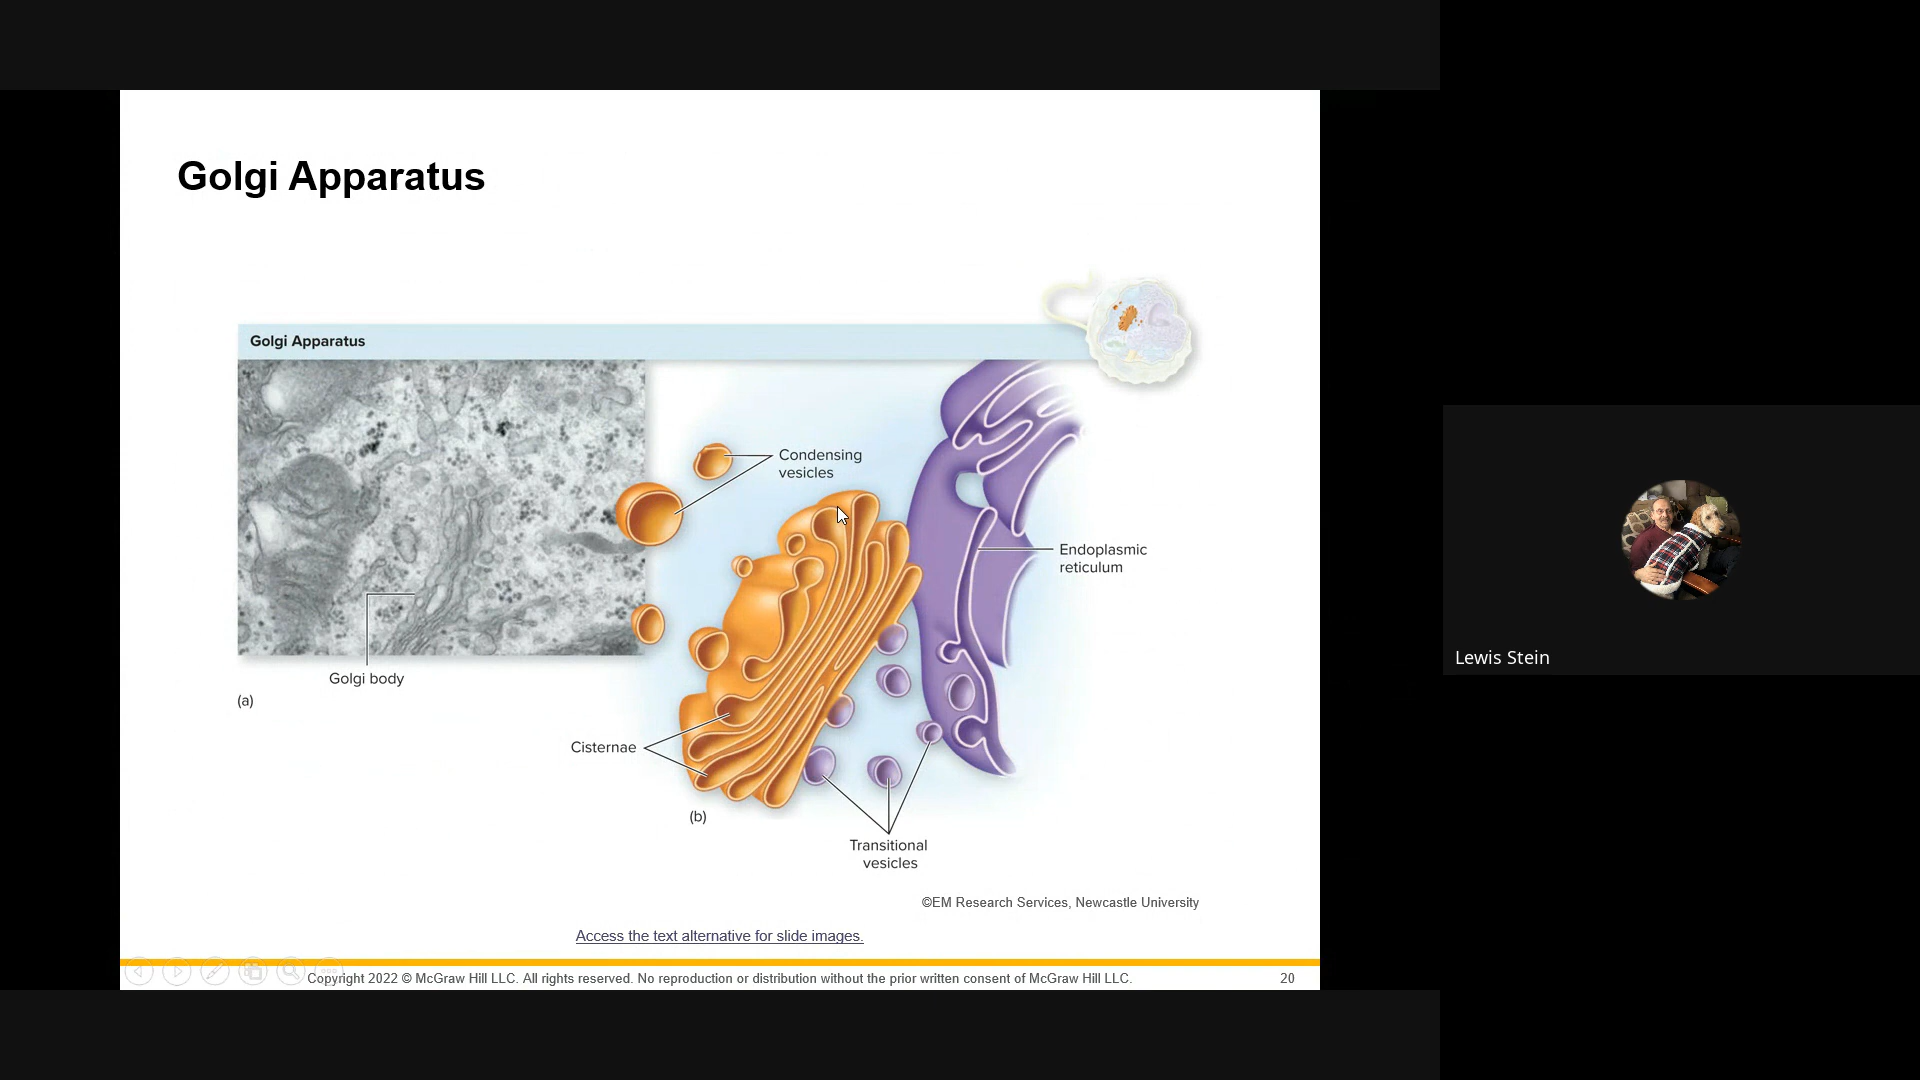 Golgi Apparatus
Golgi Apparatus
Condensing
vesicles
Endoplasmic
reticulum
Golgi body
(a)
Cisternae
(b)
Transitional
vesicles
©EM Research Services, Newcastle University
Access the text alternative for slide images.
Copyright 2022 © McGraw Hill LLC. All rights reserved. No reproduction or distribution without the prior written consent of McGraw Hill LLC.
20
Lewis Stein